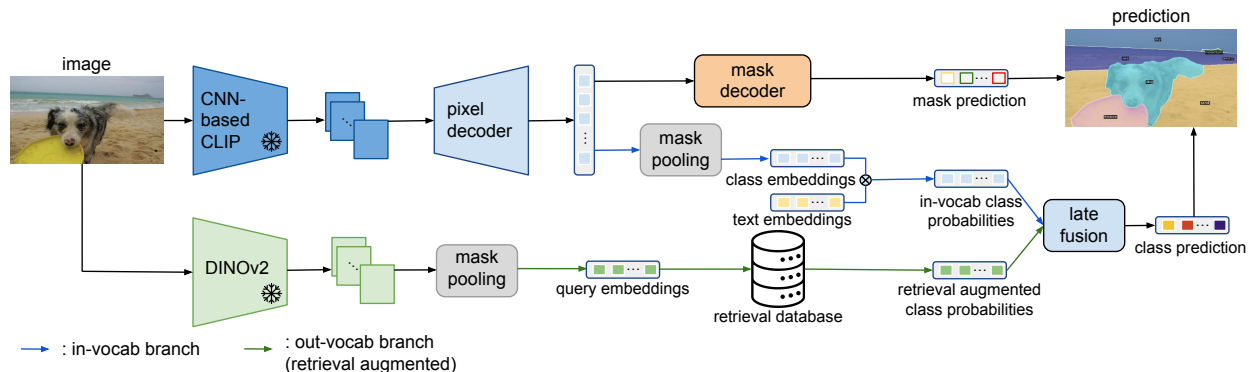 image
prediction
CNN-
based
CLIP
pixel
decoder
mask
decoder
mask prediction
mask
pooling
class embeddings
text embeddings
in-vocab class
probabilities
late
fusion
class prediction
DINOv2
mask
pooling
query embeddings
retrieval database
retrieval augmented
class probabilities
: in-vocab branch
: out-vocab branch
(retrieval augmented)